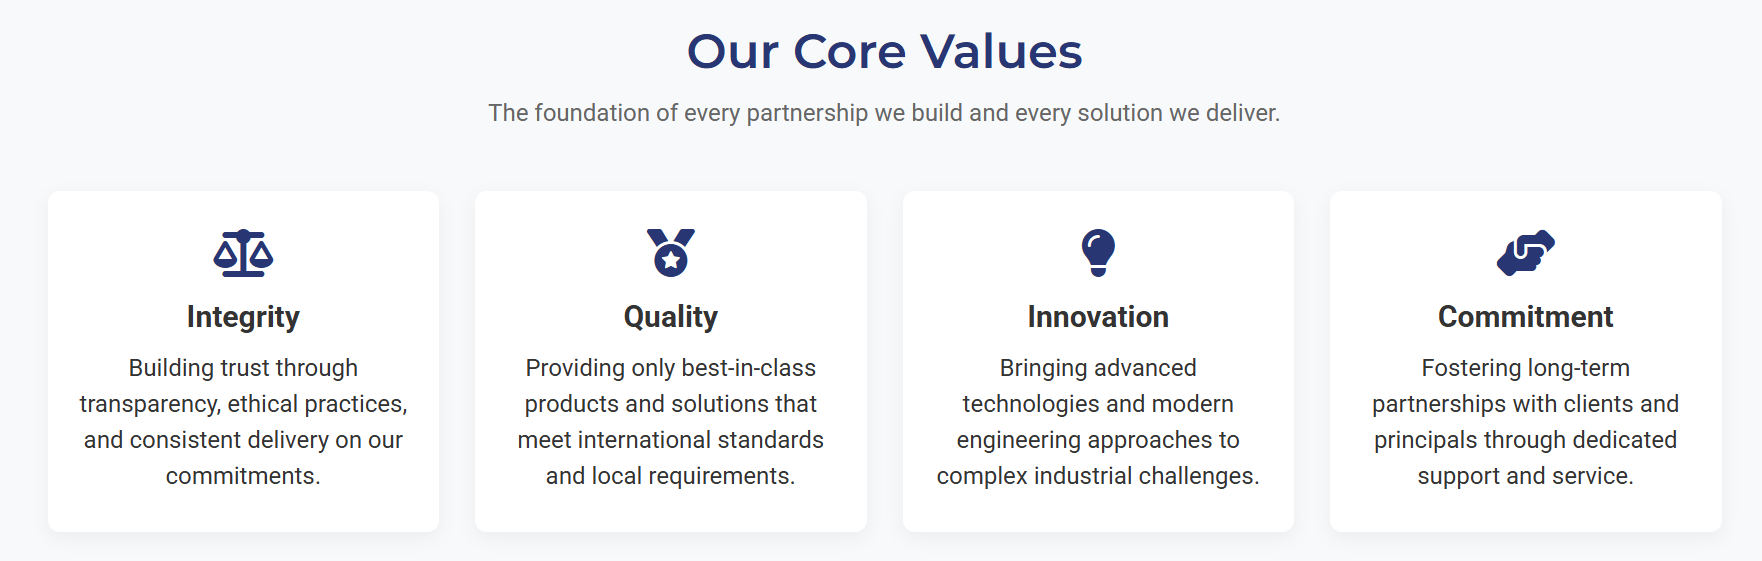 Our Core Values
The foundation of every partnership we build and every solution we deliver.
Integrity
Building trust through
transparency, ethical practices,
and consistent delivery on our
commitments.
Quality
Providing only best-in-class
products and solutions that
meet international standards
and local requirements.
Innovation
Bringing advanced
technologies and modern
engineering approaches to
complex industrial challenges.
Commitment
Fostering long-term
partnerships with clients and
principals through dedicated
support and service.